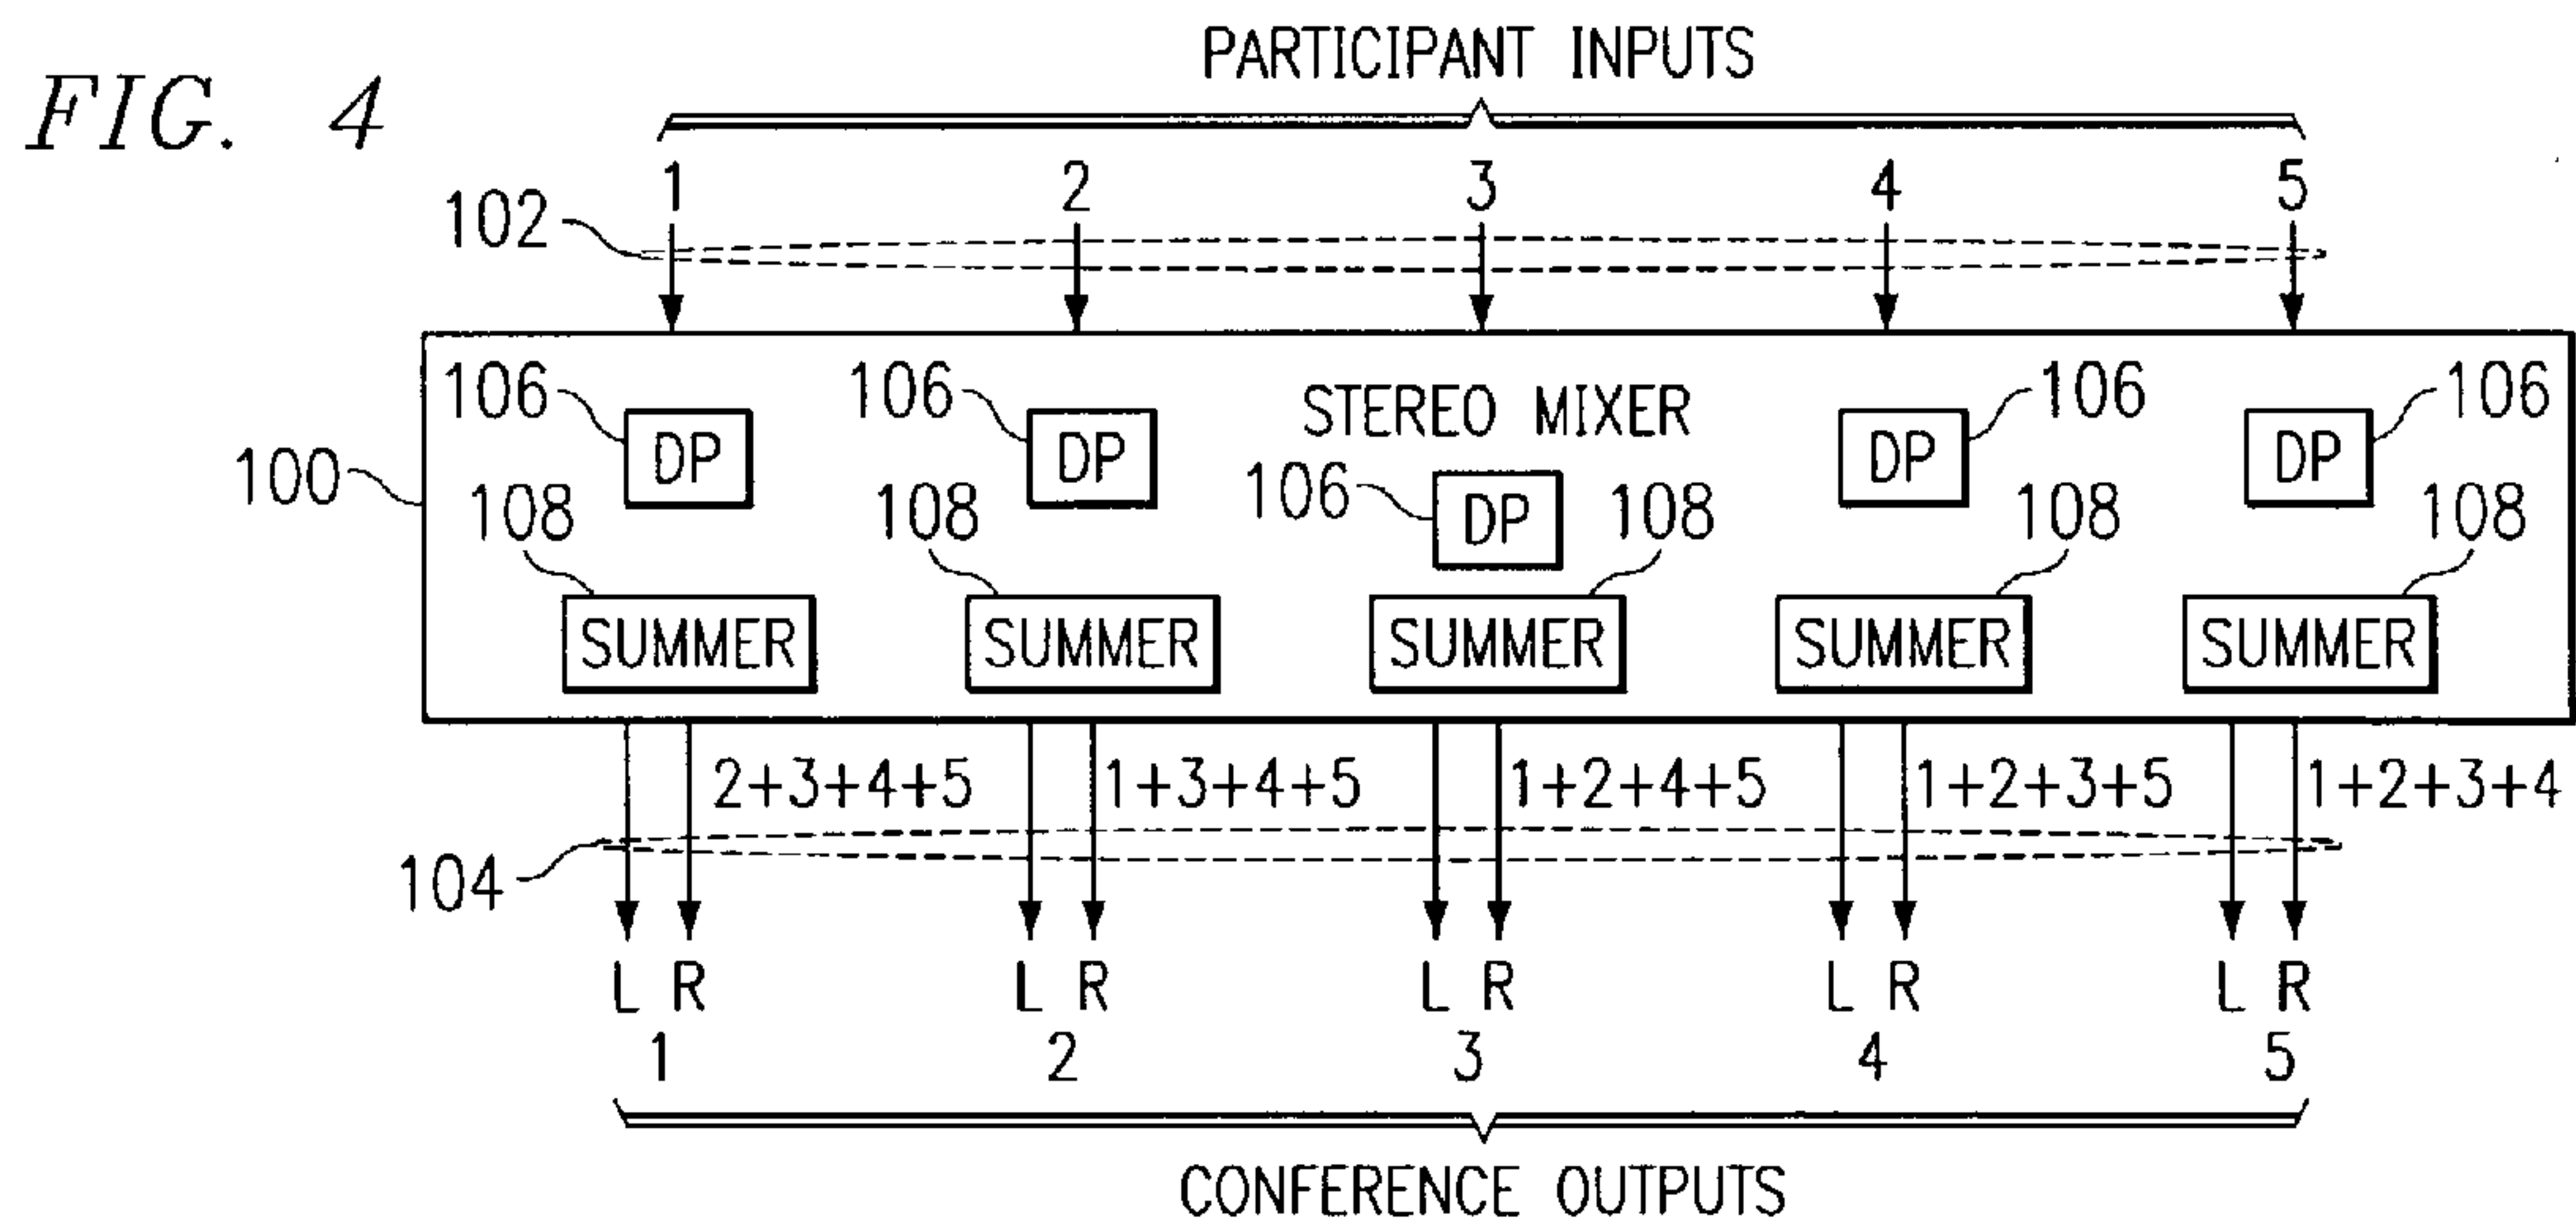 FIG. 4
PARTICIPANT INPUTS
1 2 3 4 5
102
106 106 STEREO MIXER 106 106
DP DP DP DP
100 108 108 106 DP 108 108 108
SUMMER SUMMER SUMMER SUMMER SUMMER
2+3+4+5 1+3+4+5 1+2+4+5 1+2+3+5 1+2+3+4
104
L R L R L R L R L R
1 2 3 4 5
CONFERENCE OUTPUTS